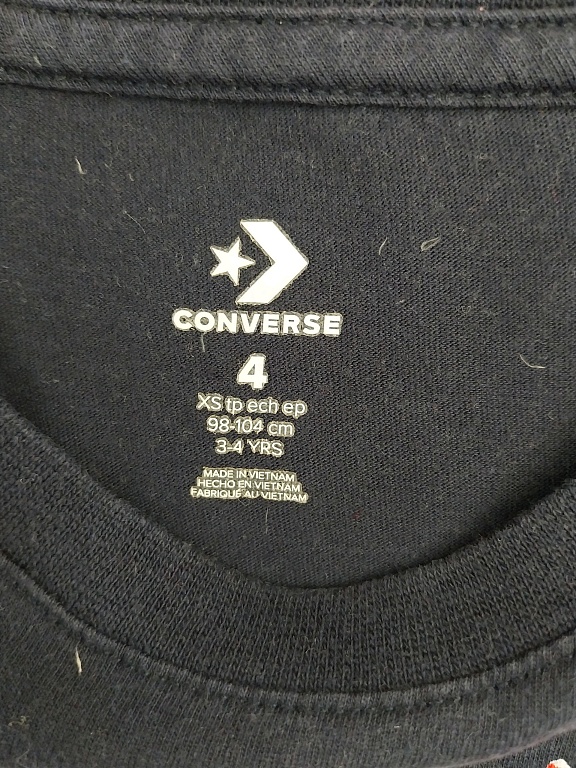 CONVERSE
4
XS tp ech ep
98-104 cm
3-4 YRS
MADE IN VIETNAM
HECHO EN VIETNAM
FABRIQUÉ AU VIETNAM